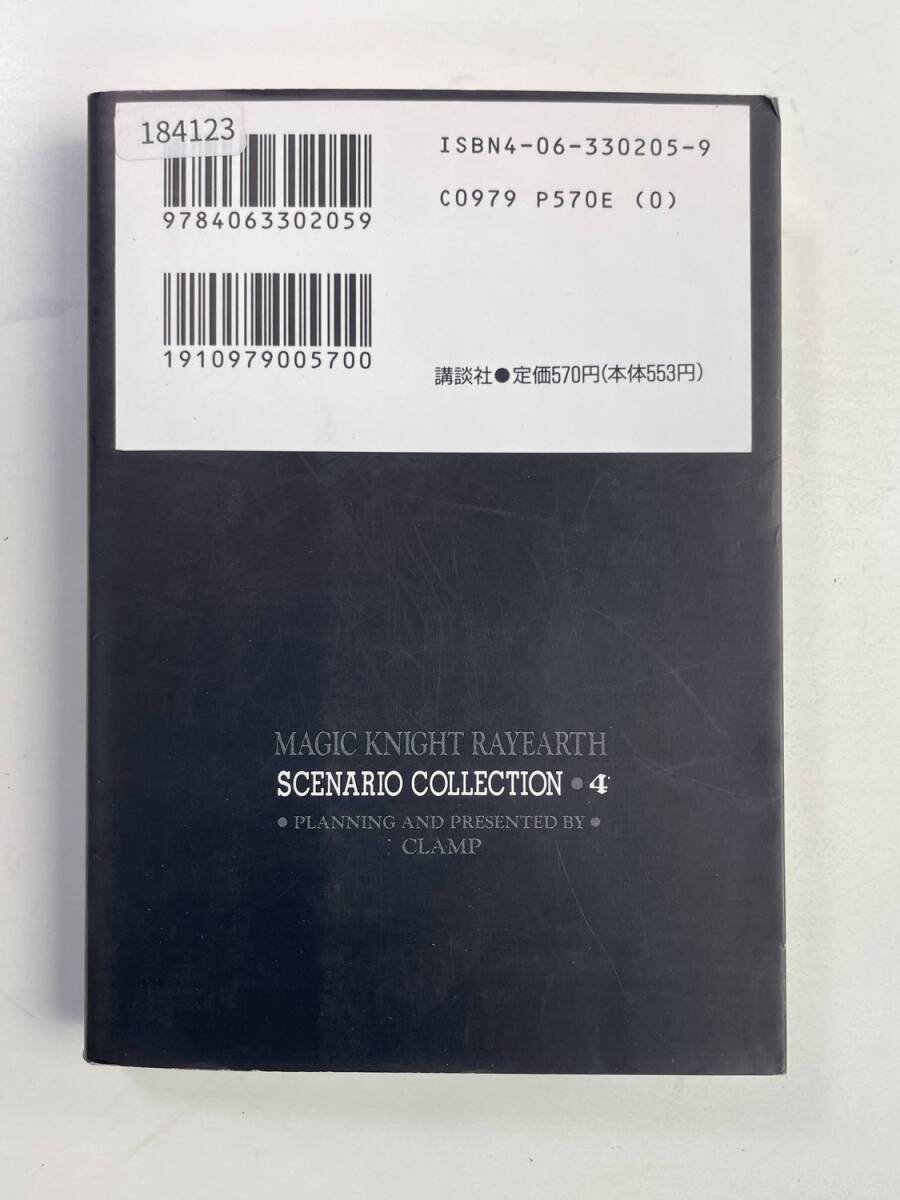 184123
ISBN4-06-330205-9
9784063302059
C0979 P570E (0)
1910979005700
講談社●定価570円(本体553円)
MAGIC KNIGHT RAYEARTH
SCENARIO COLLECTION • 4
• PLANNING AND PRESENTED BY •
CLAMP